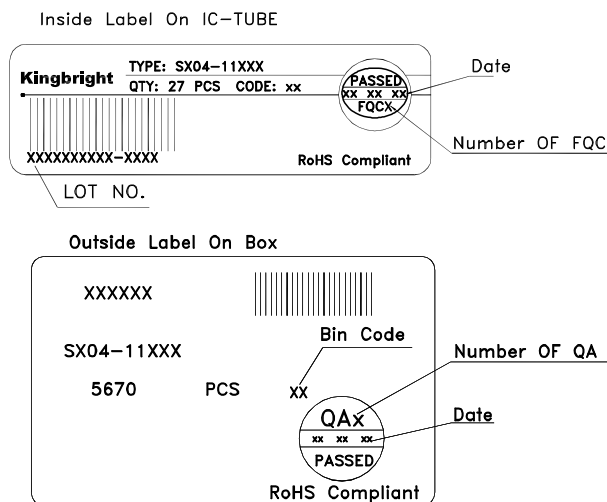 Inside Label On IC-TUBE
Kingbright
TYPE: SX04-11XXX
QTY: 27 PCS CODE: xx
PASSED
xx xx xx
FQCX
Date
Number OF FQC
XXXXXXXXXX-XXXX
RoHS Compliant
LOT NO.
Outside Label On Box
XXXXXX
Bin Code
SX04-11XXX
Number OF QA
5670 PCS xx
QAx
Date
xx xx xx
PASSED
RoHS Compliant